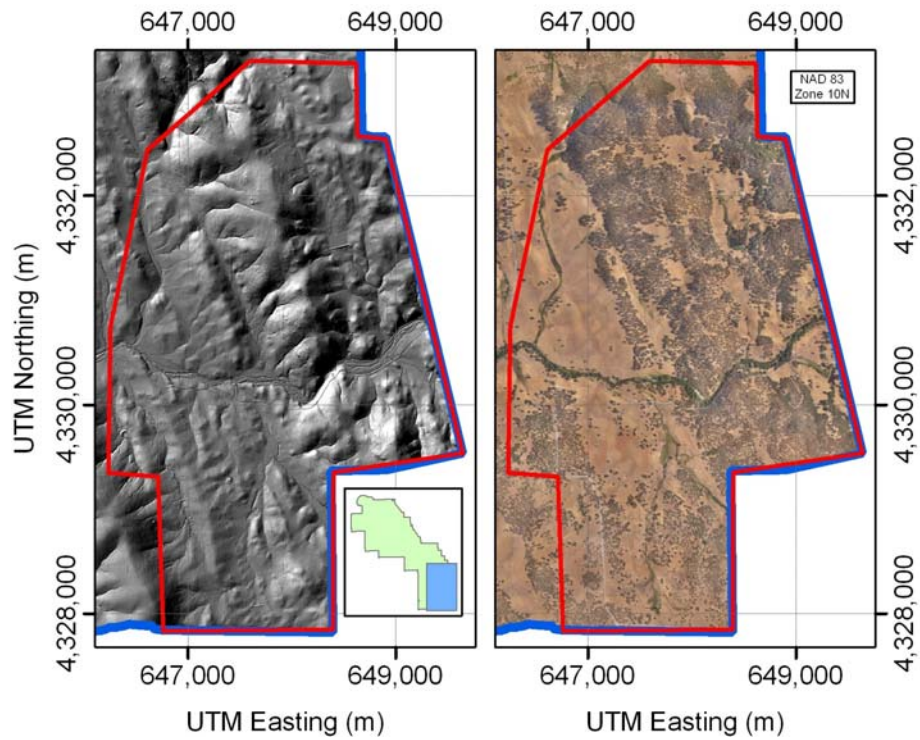 647,000
649,000
647,000
649,000
NAD 83
Zone 10N
UTM Northing (m)
4,332,000
4,330,000
4,328,000
4,332,000
4,330,000
4,328,000
647,000
649,000
647,000
649,000
UTM Easting (m)
UTM Easting (m)